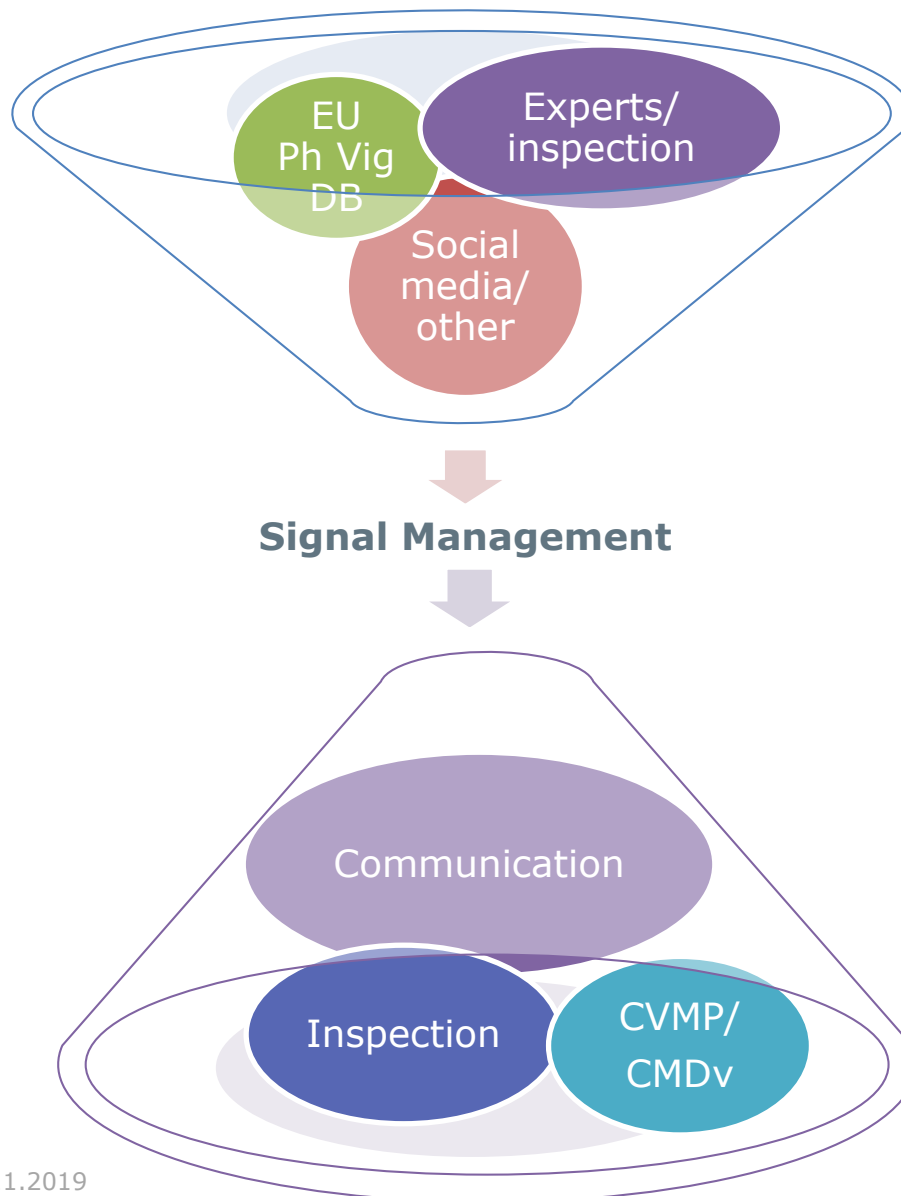 EU
Ph Vig
DB
Experts/
inspection
Social
media/
other
Signal Management
Communication
Inspection
CVMP/
CMDv
1.2019